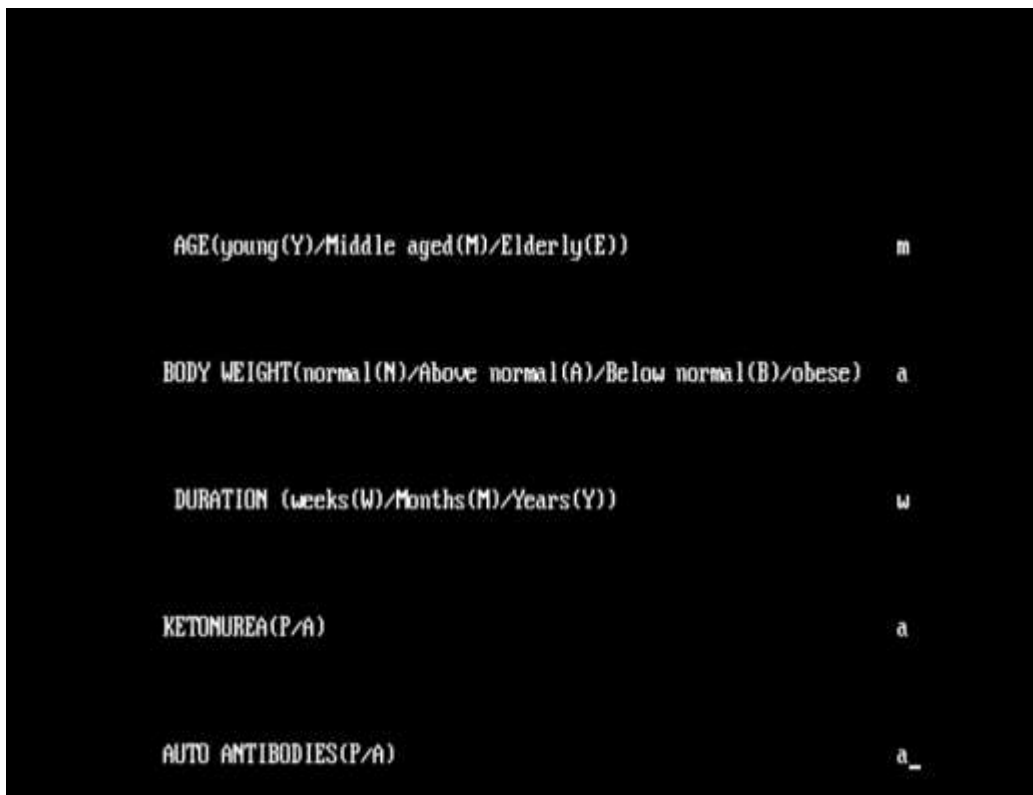 AGE(young(Y)/Middle aged(M)/Elderly(E)) m
BODY WEIGHT(normal(N)/Above normal(A)/Below normal(B)/obese) a
DURATION (weeks(W)/Months(M)/Years(Y)) w
KETONUREA(P/A) a
AUTO ANTIBODIES(P/A) a_